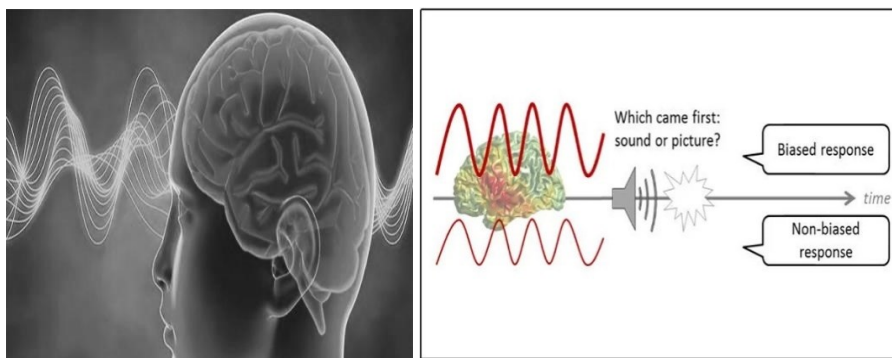 Which came first:
sound or picture?
Biased response
time
Non-biased
response